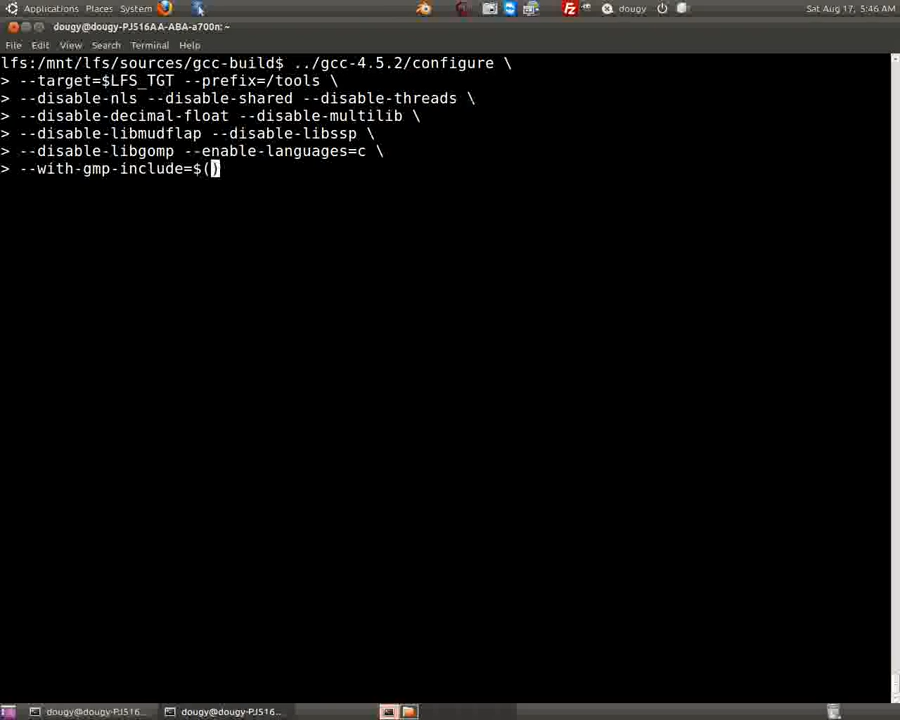 Applications Places System
dougy
Sat Aug 17, 5:46 AM
dougy@dougy-PJ516AA-ABA-a700n: ~
File Edit View Search Terminal Help
lfs:/mnt/lfs/sources/gcc-build$ ../gcc-4.5.2/configure \
> --target=$LFS_TGT --prefix=/tools \
> --disable-nls --disable-shared --disable-threads \
> --disable-decimal-float --disable-multilib \
> --disable-libmudflap --disable-libssp \
> --disable-libgomp --enable-languages=c \
> --with-gmp-include=$()
dougy@dougy-PJ516... dougy@dougy-PJ516...